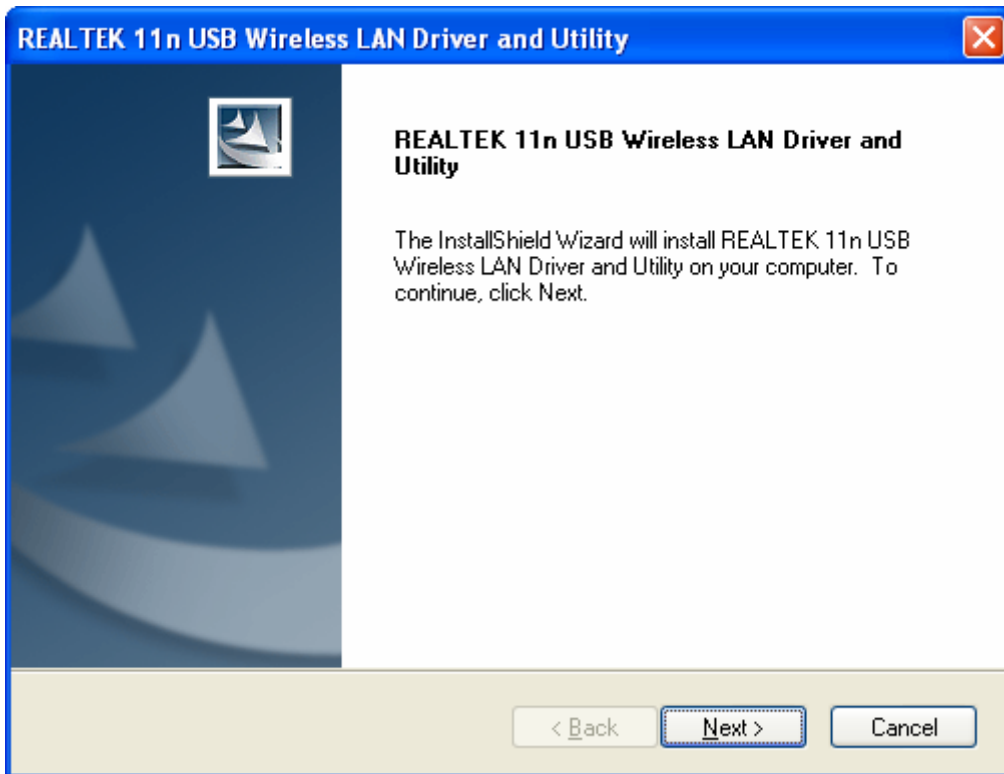 REALTEK 11n USB Wireless LAN Driver and Utility
REALTEK 11n USB Wireless LAN Driver and
Utility
The InstallShield Wizard will install REALTEK 11n USB
Wireless LAN Driver and Utility on your computer.  To
continue, click Next.
< Back
Next >
Cancel